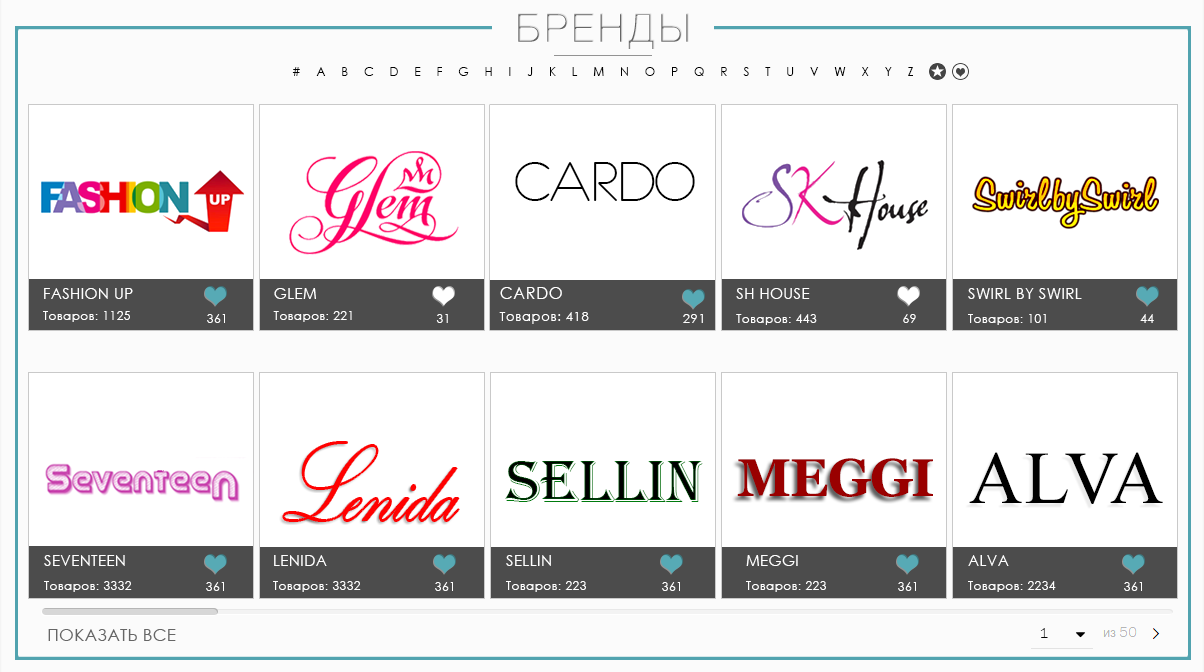 БРЕНДЫ
# A B C D E F G H I J K L M N O P Q R S T U V W X Y Z
FASHION UP
Glem
CARDO
SK House
SwirlbySwirl
FASHION UP
Товаров: 1125
361
GLEM
Товаров: 221
31
CARDO
Товаров: 418
291
SH HOUSE
Товаров: 443
69
SWIRL BY SWIRL
Товаров: 101
44
Seventeen
Lenida
SELLIN
MEGGI
ALVA
SEVENTEEN
Товаров: 3332
361
LENIDA
Товаров: 3332
361
SELLIN
Товаров: 223
361
MEGGI
Товаров: 223
361
ALVA
Товаров: 2234
361
ПОКАЗАТЬ ВСЕ
1 из 50